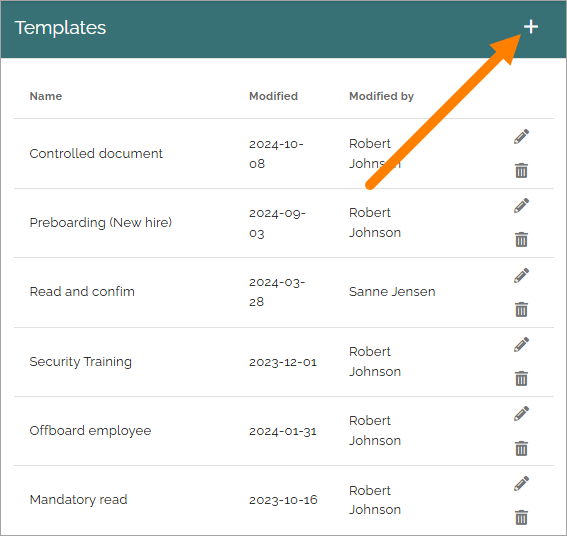 Templates
Name Modified Modified by
Controlled document 2024-10-
08 Robert
Johnson
Preboarding (New hire) 2024-09-
03 Robert
Johnson
Read and confim 2024-03-
28 Sanne Jensen
Security Training 2023-12-01 Robert
Johnson
Offboard employee 2024-01-31 Robert
Johnson
Mandatory read 2023-10-16 Robert
Johnson